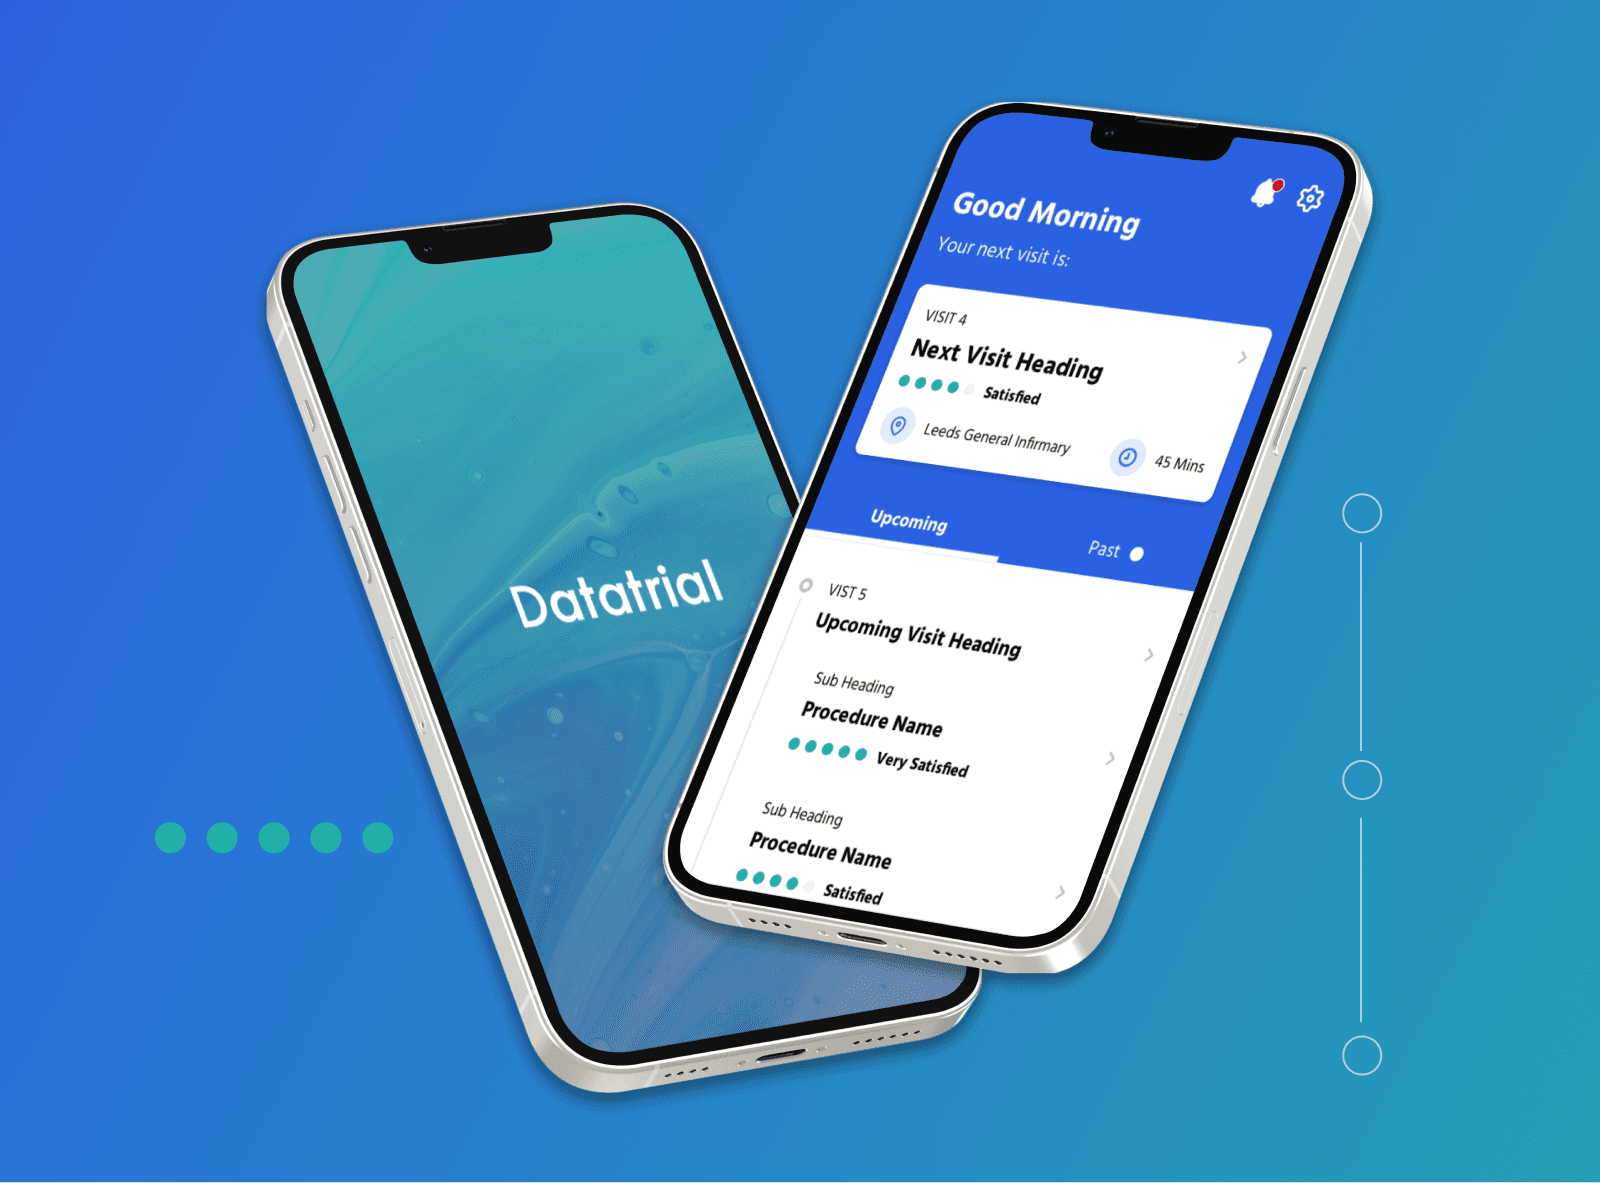 Datatrial
Good Morning
Your next visit is:
VISIT 4
Next Visit Heading
Satisfied
Leeds General Infirmary
45 Mins
Upcoming
Past
VIST 5
Upcoming Visit Heading
Sub Heading
Procedure Name
Very Satisfied
Sub Heading
Procedure Name
Satisfied